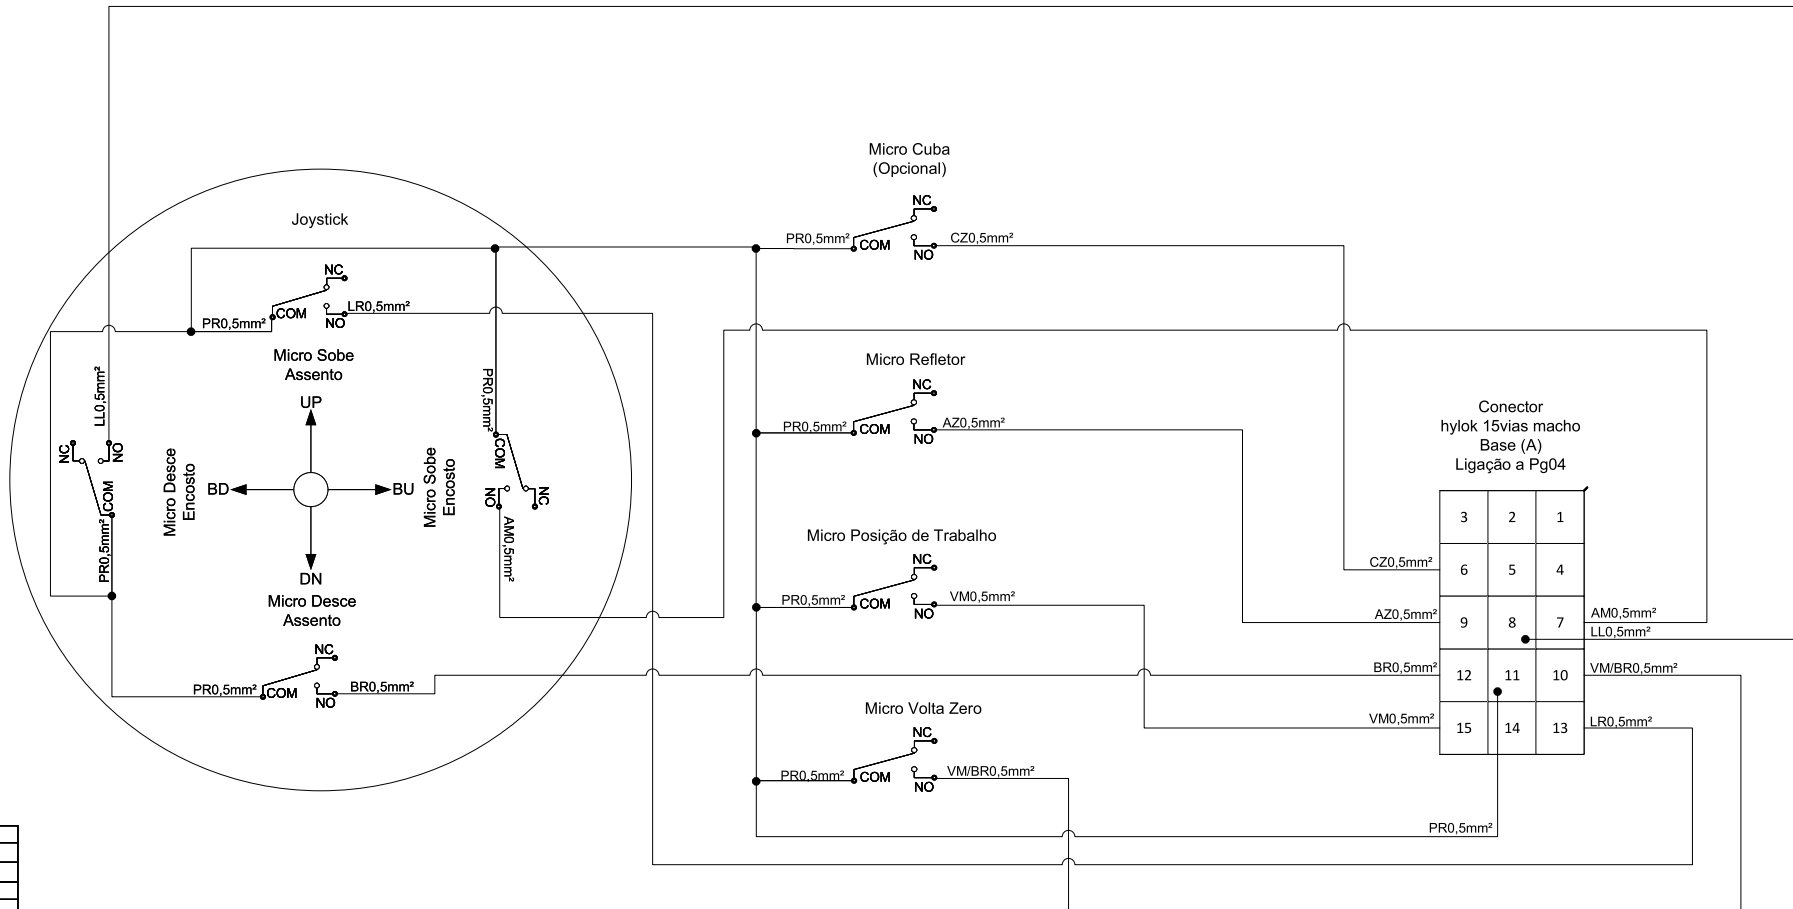 Micro Cuba
(Opcional)
NC
PR0,5mm²
COM
NO
CZ0,5mm²
Joystick
NC
LR0,5mm²
PR0,5mm²
COM
NO
Micro Sobe
Assento
UP
LL0,5mm²
NC
NO
COM
PR0,5mm²
Micro Desce
Encosto
BD
BU
Micro Sobe
Encosto
PR0,5mm²
COM
NO
NC
AM0,5mm²
DN
Micro Desce
Assento
NC
PR0,5mm²
COM
NO
BR0,5mm²
Micro Refletor
NC
PR0,5mm²
COM
NO
AZ0,5mm²
Micro Posição de Trabalho
NC
PR0,5mm²
COM
NO
VM0,5mm²
Micro Volta Zero
NC
PR0,5mm²
COM
NO
VM/BR0,5mm²
Conector
hylok 15vias macho
Base (A)
Ligação a Pg04
3 2 1
CZ0,5mm² 6 5 4
AZ0,5mm² 9 8 7 AM0,5mm²
LL0,5mm²
BR0,5mm² 12 11 10 VM/BR0,5mm²
VM0,5mm² 15 14 13 LR0,5mm²
PR0,5mm²